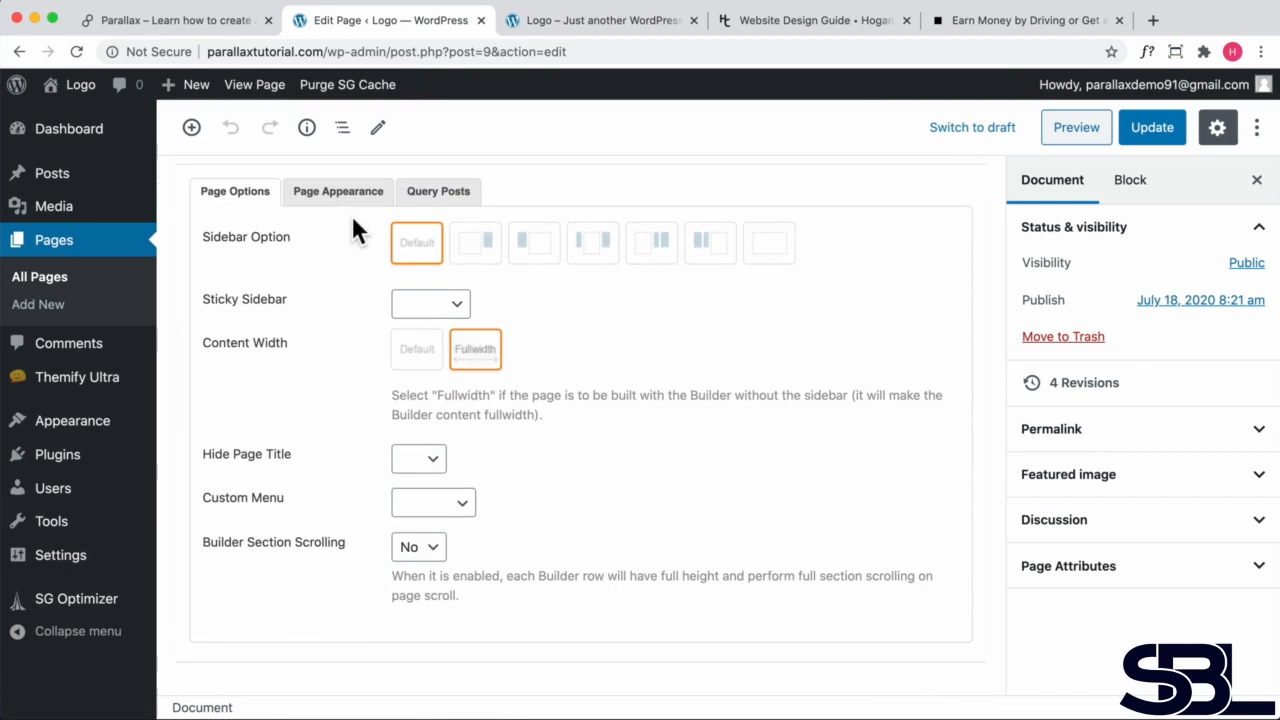 Parallax – Learn how to create a
Edit Page ‹ Logo — WordPress
Logo – Just another WordPress
Website Design Guide • Hogan
Earn Money by Driving or Get a
Not Secure
parallaxtutorial.com/wp-admin/post.php?post=9&action=edit
f?
H
Logo
0
New
View Page
Purge SG Cache
Howdy, parallaxdemo91@gmail.com
Dashboard
Posts
Media
Pages
All Pages
Add New
Comments
Themify Ultra
Appearance
Plugins
Users
Tools
Settings
SG Optimizer
Collapse menu
Switch to draft
Preview
Update
Page Options
Page Appearance
Query Posts
Sidebar Option
Default
Sticky Sidebar
Content Width
Default
Fullwidth
Select "Fullwidth" if the page is to be built with the Builder without the sidebar (it will make the
Builder content fullwidth).
Hide Page Title
Custom Menu
Builder Section Scrolling
No
When it is enabled, each Builder row will have full height and perform full section scrolling on
page scroll.
Document
Block
Status & visibility
Visibility
Public
Publish
July 18, 2020 8:21 am
Move to Trash
4 Revisions
Permalink
Featured image
Discussion
Page Attributes
Document
SBL